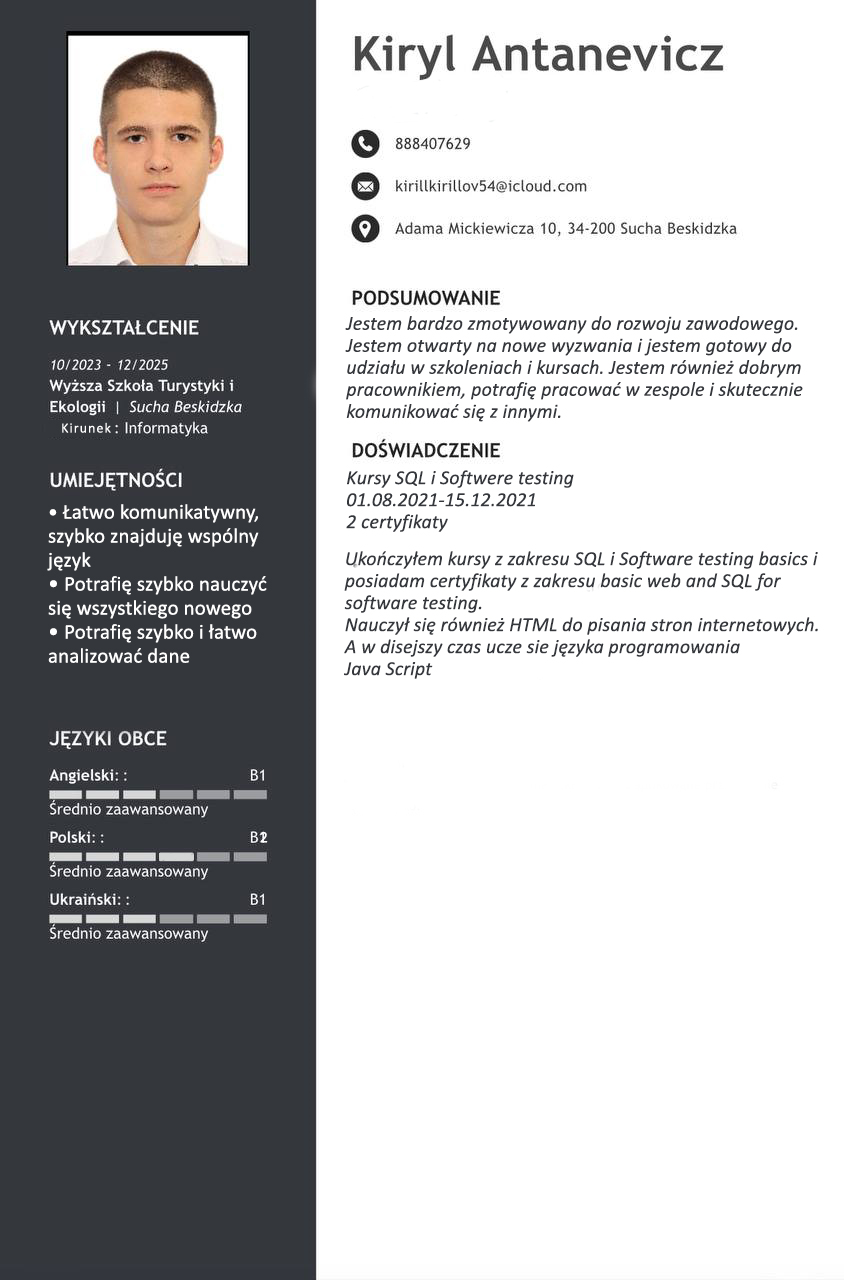 Kiryl Antanevicz
888407629
kirillkirillov54@icloud.com
Adama Mickiewicza 10, 34-200 Sucha Beskidzka
WYKSZTAŁCENIE
10/2023 - 12/2025
Wyższa Szkoła Turystyki i
Ekologii | Sucha Beskidzka
Kirunek: Informatyka
UMIEJĘTNOŚCI
• Łatwo komunikatywny,
szybko znajduję wspólny
język
• Potrafię szybko nauczyć
się wszystkiego nowego
• Potrafię szybko i łatwo
analizować dane
JĘZYKI OBCE
Angielski: : B1
Średnio zaawansowany
Polski: : B2
Średnio zaawansowany
Ukraiński: : B1
Średnio zaawansowany
PODSUMOWANIE
Jestem bardzo zmotywowany do rozwoju zawodowego.
Jestem otwarty na nowe wyzwania i jestem gotowy do
udziału w szkoleniach i kursach. Jestem również dobrym
pracownikiem, potrafię pracować w zespole i skutecznie
komunikować się z innymi.
DOŚWIADCZENIE
Kursy SQL i Softwere testing
01.08.2021-15.12.2021
2 certyfikaty
Ukończyłem kursy z zakresu SQL i Software testing basics i
posiadam certyfikaty z zakresu basic web and SQL for
software testing.
Nauczył się również HTML do pisania stron internetowych.
A w disejszy czas ucze sie języka programowania
Java Script